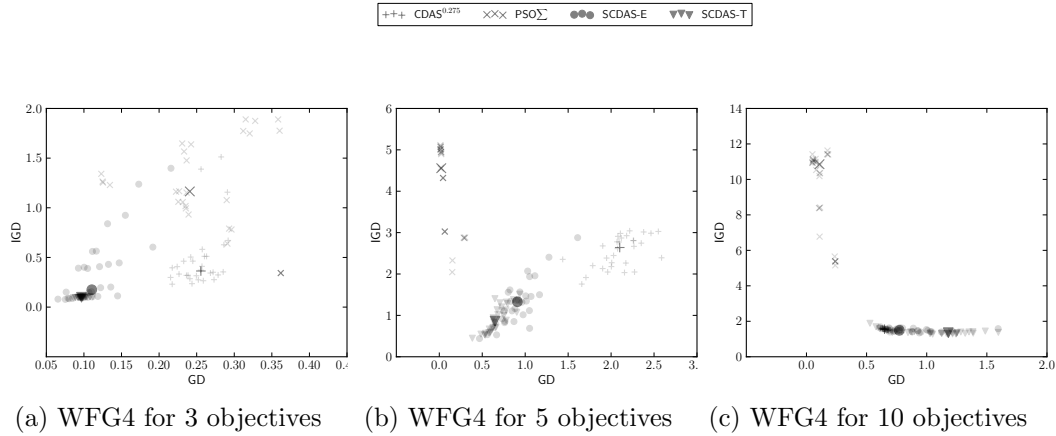 CDAS^0.275 PSO∑ SCDAS-E SCDAS-T
2.0
1.5
1.0
0.5
0.0
IGD
0.05 0.10 0.15 0.20 0.25 0.30 0.35 0.4
GD
6
5
4
3
2
1
0
IGD
0.0 0.5 1.0 1.5 2.0 2.5 3.
GD
14
12
10
8
6
4
2
0
IGD
0.0 0.5 1.0 1.5 2.0
GD
(a) WFG4 for 3 objectives (b) WFG4 for 5 objectives (c) WFG4 for 10 objectives